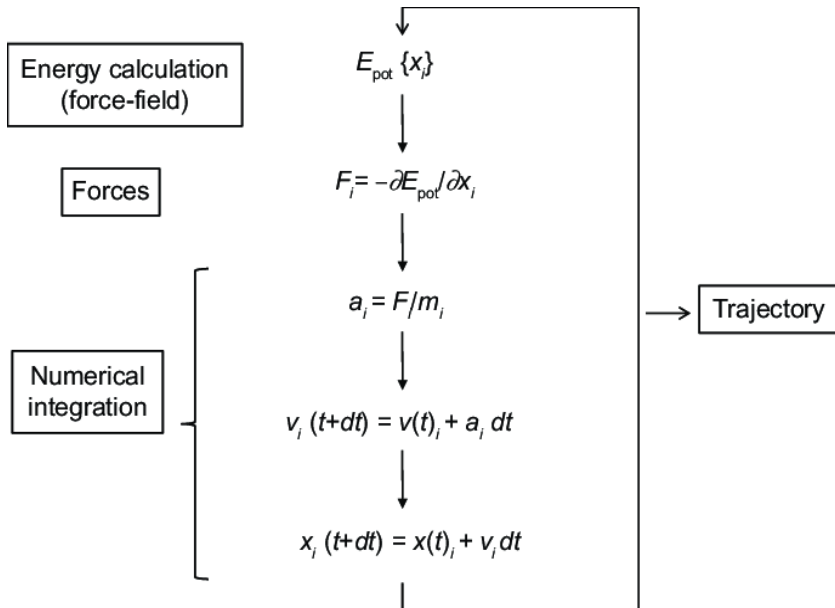 Energy calculation
(force-field)
E_pot {x_i}
Forces
F_i = –∂E_pot/∂x_i
a_i = F/m_i
Numerical
integration
v_i (t+dt) = v(t)_i + a_i dt
x_i (t+dt) = x(t)_i + v_i dt
Trajectory